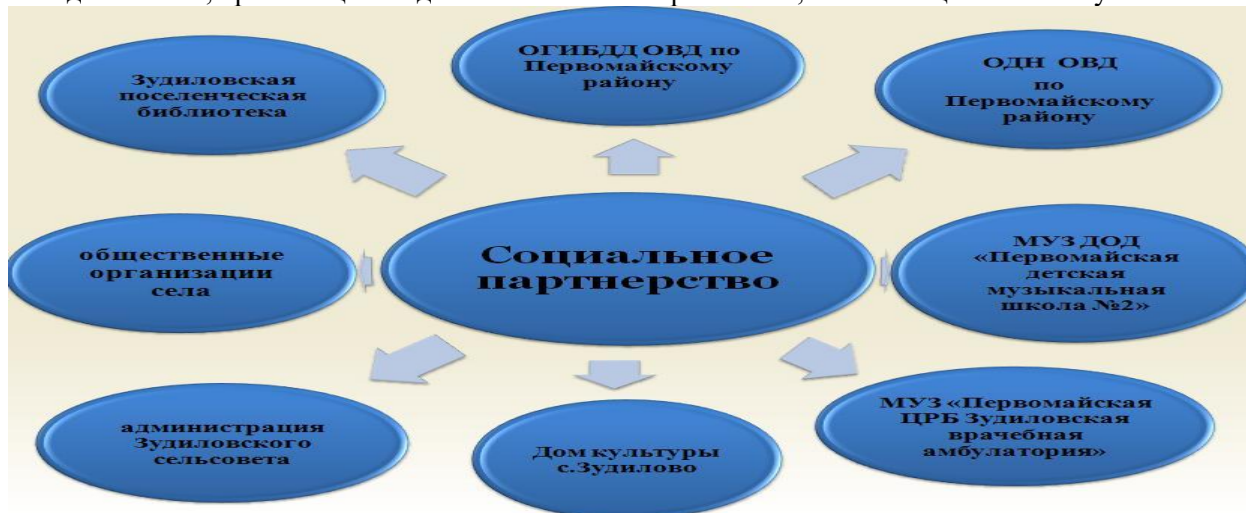 ОГИБДД ОВД по
Первомайскому
району
Зудиловская
поселенческая
библиотека
ОДН ОВД
по
Первомайскому
району
общественные
организации
села
Социальное
партнерство
МУЗ ДОД
«Первомайская
детская
музыкальная
школа №2»
администрация
Зудиловского
сельсовета
Дом культуры
с.Зудилово
МУЗ «Первомайская
ЦРБ Зудиловская
врачебная
амбулатория»